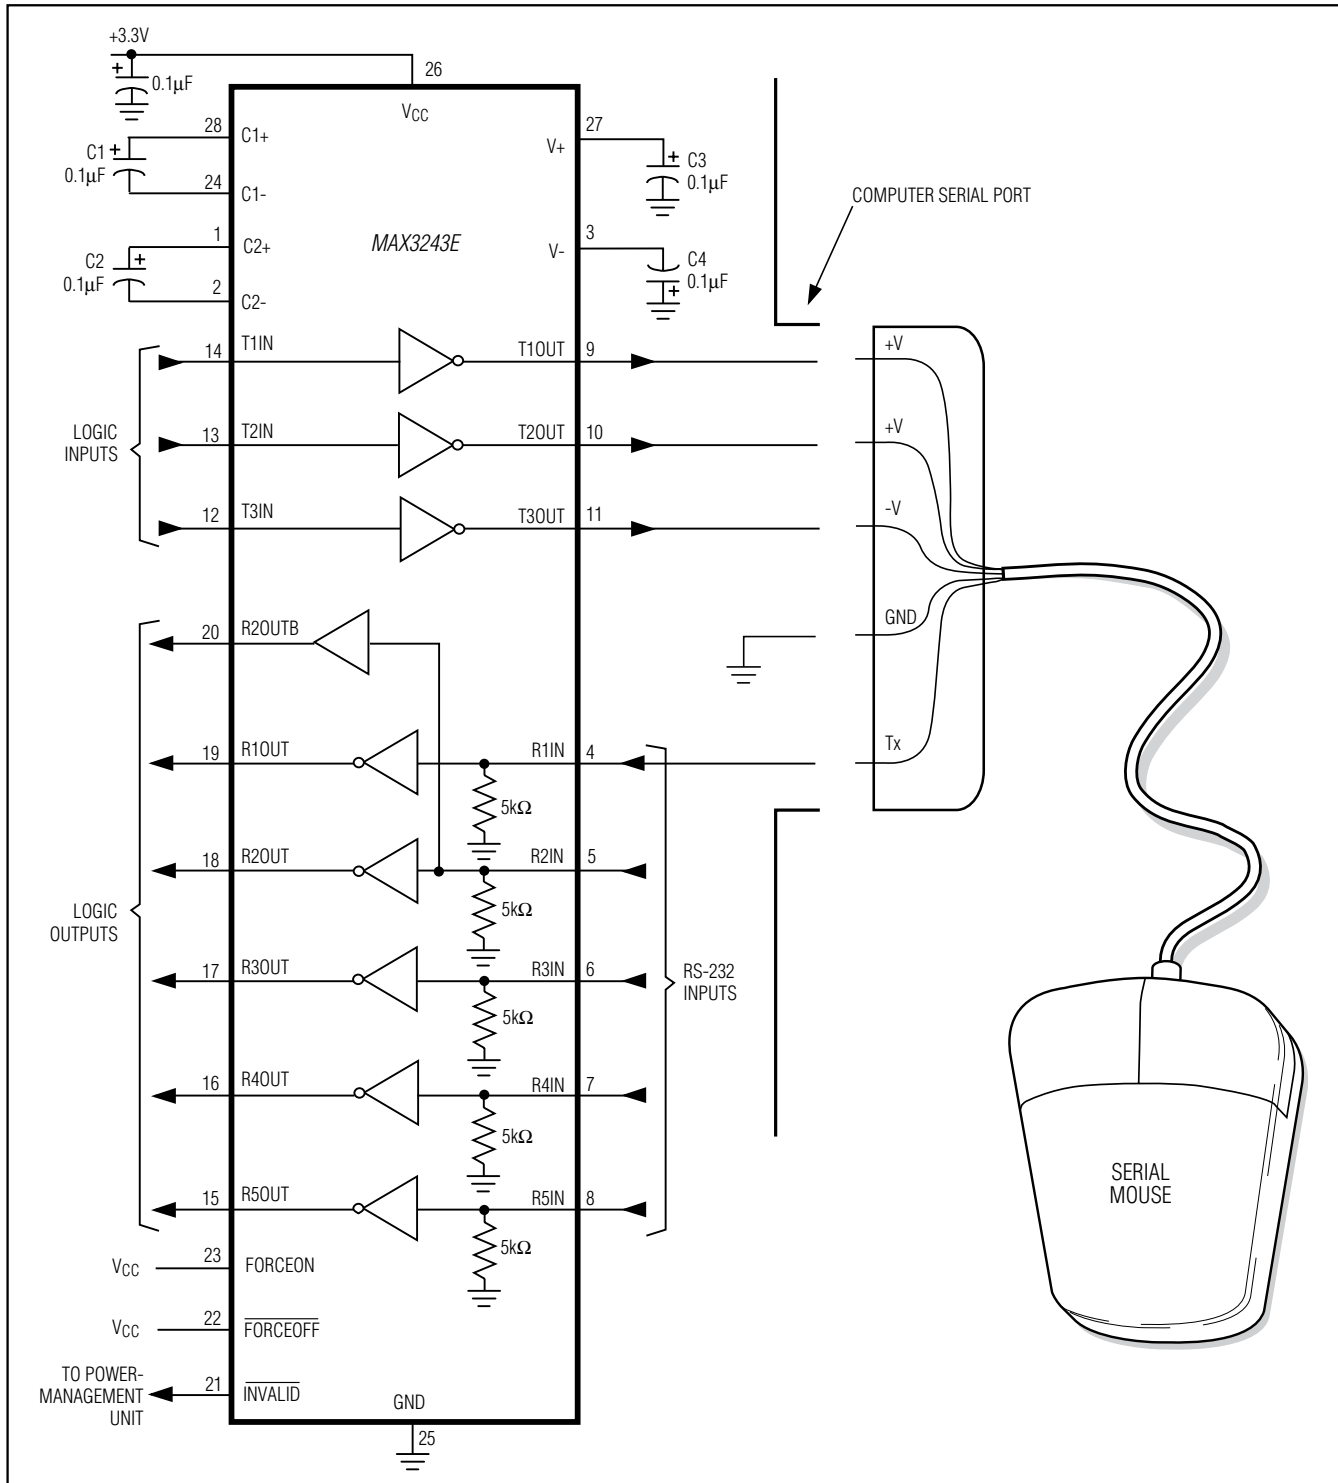 +3.3V
0.1µF
26
VCC
28
C1+
C1
0.1µF
24
C1-
27
V+
C3
0.1µF
1
C2+
C2
0.1µF
2
C2-
MAX3243E
3
V-
C4
0.1µF
COMPUTER SERIAL PORT
LOGIC
INPUTS
14
T1IN
T1OUT
9
+V
13
T2IN
T2OUT
10
+V
12
T3IN
T3OUT
11
-V
GND
Tx
LOGIC
OUTPUTS
20
R2OUTB
19
R1OUT
R1IN
4
5kΩ
18
R2OUT
R2IN
5
5kΩ
17
R3OUT
R3IN
6
5kΩ
16
R4OUT
R4IN
7
5kΩ
15
R5OUT
R5IN
8
5kΩ
RS-232
INPUTS
VCC
23
FORCEON
VCC
22
FORCEOFF
TO POWER-
MANAGEMENT
UNIT
21
INVALID
GND
25
SERIAL
MOUSE